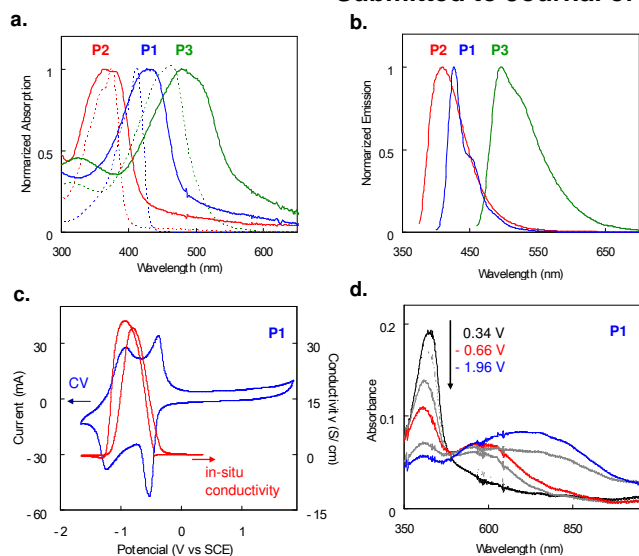 a.
P2 P1 P3
Normarized Absorption
1
0.5
0
300 400 500 600
Wavelength (nm)
b.
P2 P1 P3
Normarized Emission
1
0.5
0
350 450 550 650
Wavelength (nm)
c.
P1
CV
in-situ
conductivity
Current (mA)
30
0
-30
-60
Conductivity v (S/cm)
30
15
0
-15
-2 -1 0 1
Potencial (V vs SCE)
d.
P1
0.34 V
- 0.66 V
- 1.96 V
Absorbance
0.2
0.1
0
350 600 850
Wavelength (nm)